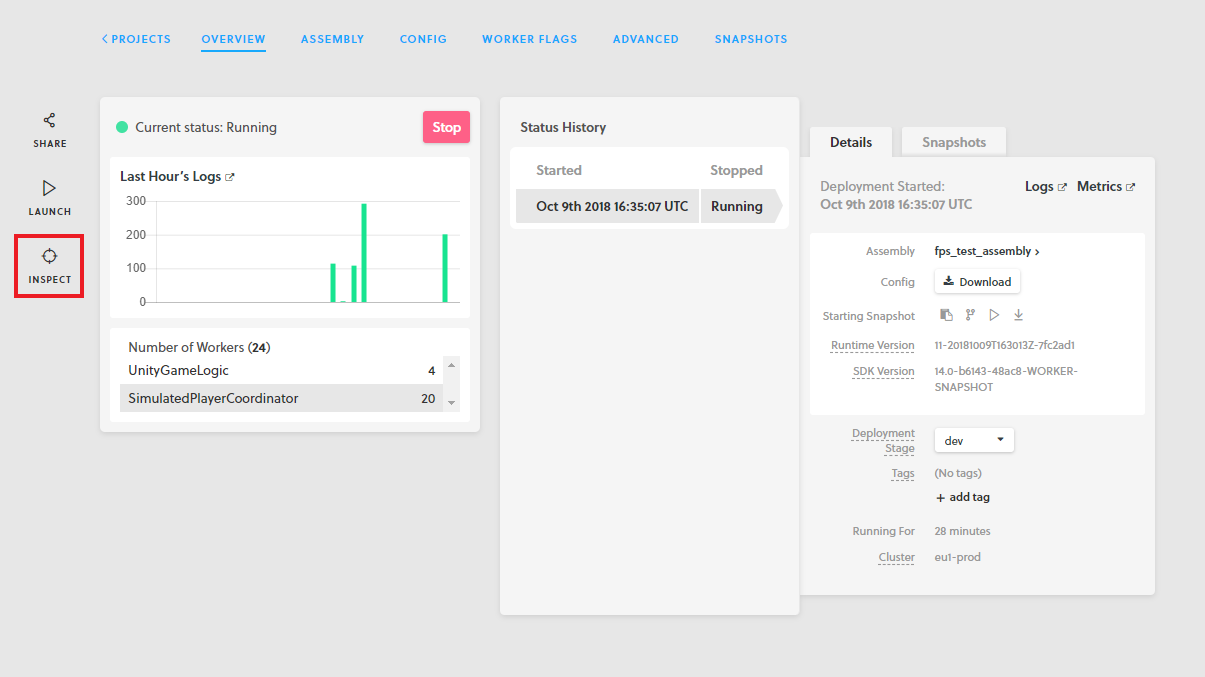 PROJECTS
OVERVIEW
ASSEMBLY
CONFIG
WORKER FLAGS
ADVANCED
SNAPSHOTS
SHARE
LAUNCH
INSPECT
Current status: Running
Stop
Last Hour's Logs
300
200
100
0
Number of Workers (24)
UnityGameLogic 4
SimulatedPlayerCoordinator 20
Status History
Started Stopped
Oct 9th 2018 16:35:07 UTC Running
Details
Snapshots
Deployment Started:
Oct 9th 2018 16:35:07 UTC
Logs
Metrics
Assembly fps_test_assembly ›
Config Download
Starting Snapshot
Runtime Version 11-20181009T163013Z-7fc2ad1
SDK Version 14.0-b6143-48ac8-WORKER-
SNAPSHOT
Deployment
Stage
dev
Tags (No tags)
+ add tag
Running For 28 minutes
Cluster eu1-prod